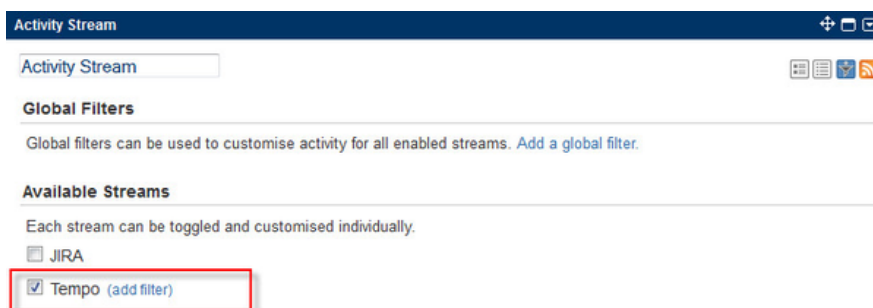 Activity Stream
Activity Stream
Global Filters
Global filters can be used to customise activity for all enabled streams. Add a global filter.
Available Streams
Each stream can be toggled and customised individually.
JIRA
Tempo (add filter)